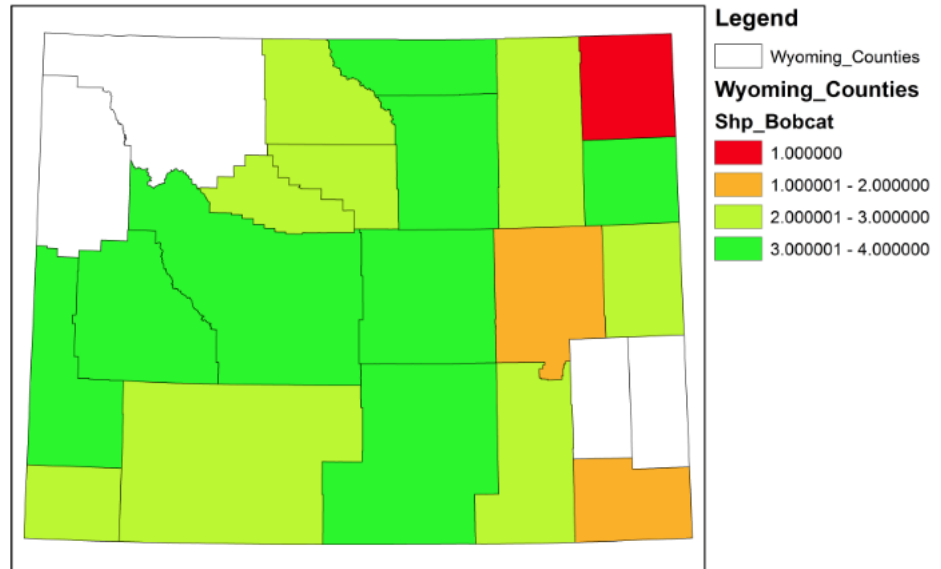 Legend
Wyoming_Counties
Wyoming_Counties
Shp_Bobcat
1.000000
1.000001 - 2.000000
2.000001 - 3.000000
3.000001 - 4.000000